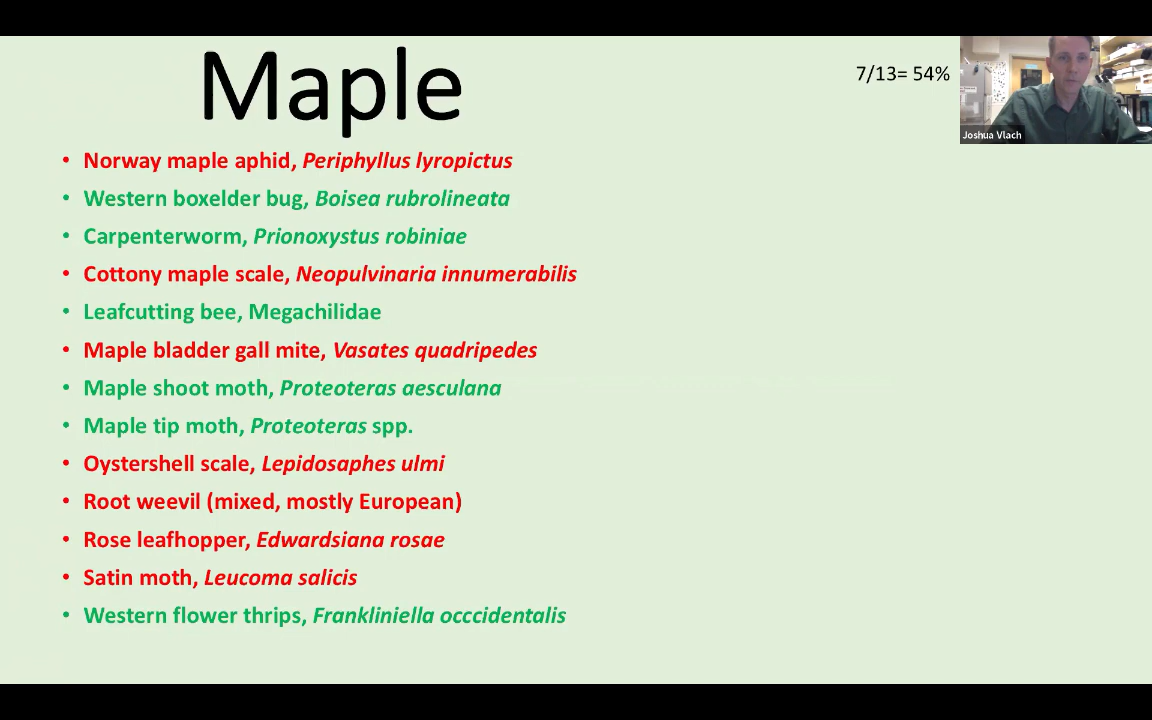 Maple
7/13= 54%
Joshua Vlach
• Norway maple aphid, Periphyllus lyropictus
• Western boxelder bug, Boisea rubrolineata
• Carpenterworm, Prionoxystus robiniae
• Cottony maple scale, Neopulvinaria innumerabilis
• Leafcutting bee, Megachilidae
• Maple bladder gall mite, Vasates quadripedes
• Maple shoot moth, Proteoteras aesculana
• Maple tip moth, Proteoteras spp.
• Oystershell scale, Lepidosaphes ulmi
• Root weevil (mixed, mostly European)
• Rose leafhopper, Edwardsiana rosae
• Satin moth, Leucoma salicis
• Western flower thrips, Frankliniella occcidentalis